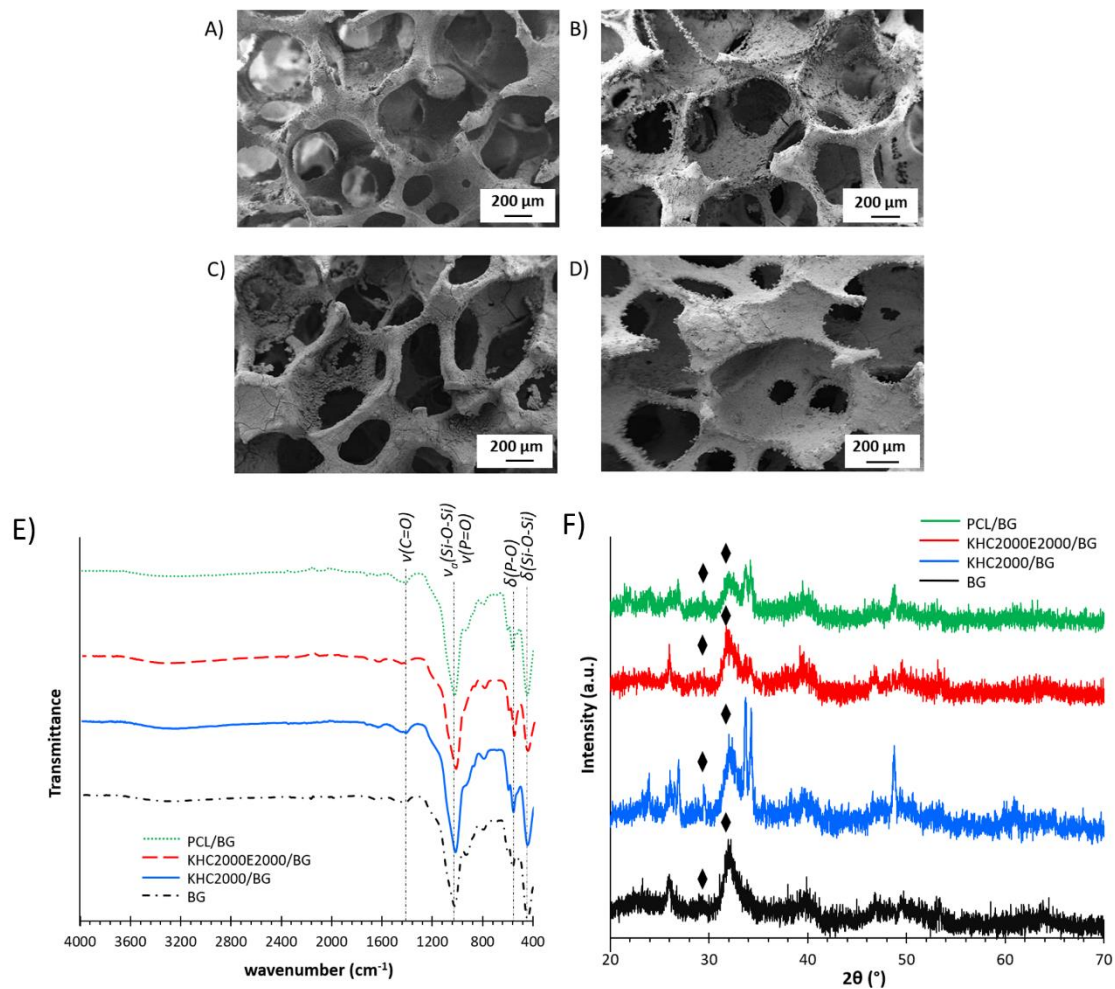 A)
200 μm
B)
200 μm
C)
200 μm
D)
200 μm
E)
ν(C=O)
νₐ(Si-O-Si)
ν(P=O)
δ(P-O)
δ(Si-O-Si)
Transmittance
PCL/BG
KHC2000E2000/BG
KHC2000/BG
BG
4000 3600 3200 2800 2400 2000 1600 1200 800 400
wavenumber (cm⁻¹)
F)
PCL/BG
KHC2000E2000/BG
KHC2000/BG
BG
Intensity (a.u.)
20 30 40 50 60 70
2θ (°)